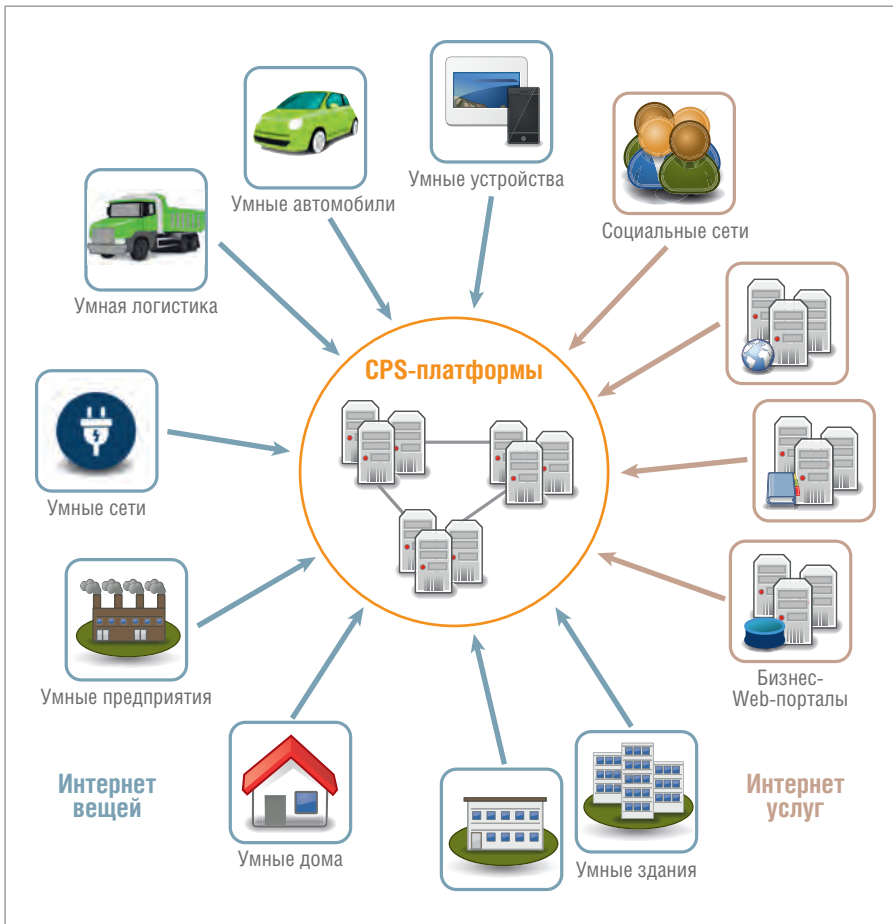 Умные устройства
Умные автомобили
Социальные сети
Умная логистика
CPS-платформы
Умные сети
Умные предприятия
Бизнес-
Web-порталы
Интернет
вещей
Интернет
услуг
Умные дома
Умные здания